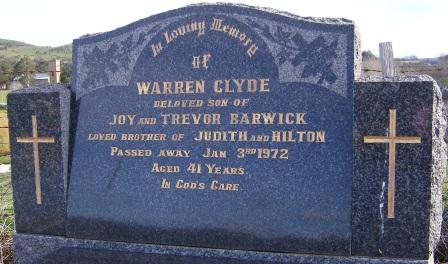 In Loving Memory
of
WARREN CLYDE
BELOVED SON OF
JOY AND TREVOR BARWICK
LOVED BROTHER OF JUDITH AND HILTON
PASSED AWAY JAN 3RD 1972
AGED 41 YEARS.
IN GOD'S CARE.